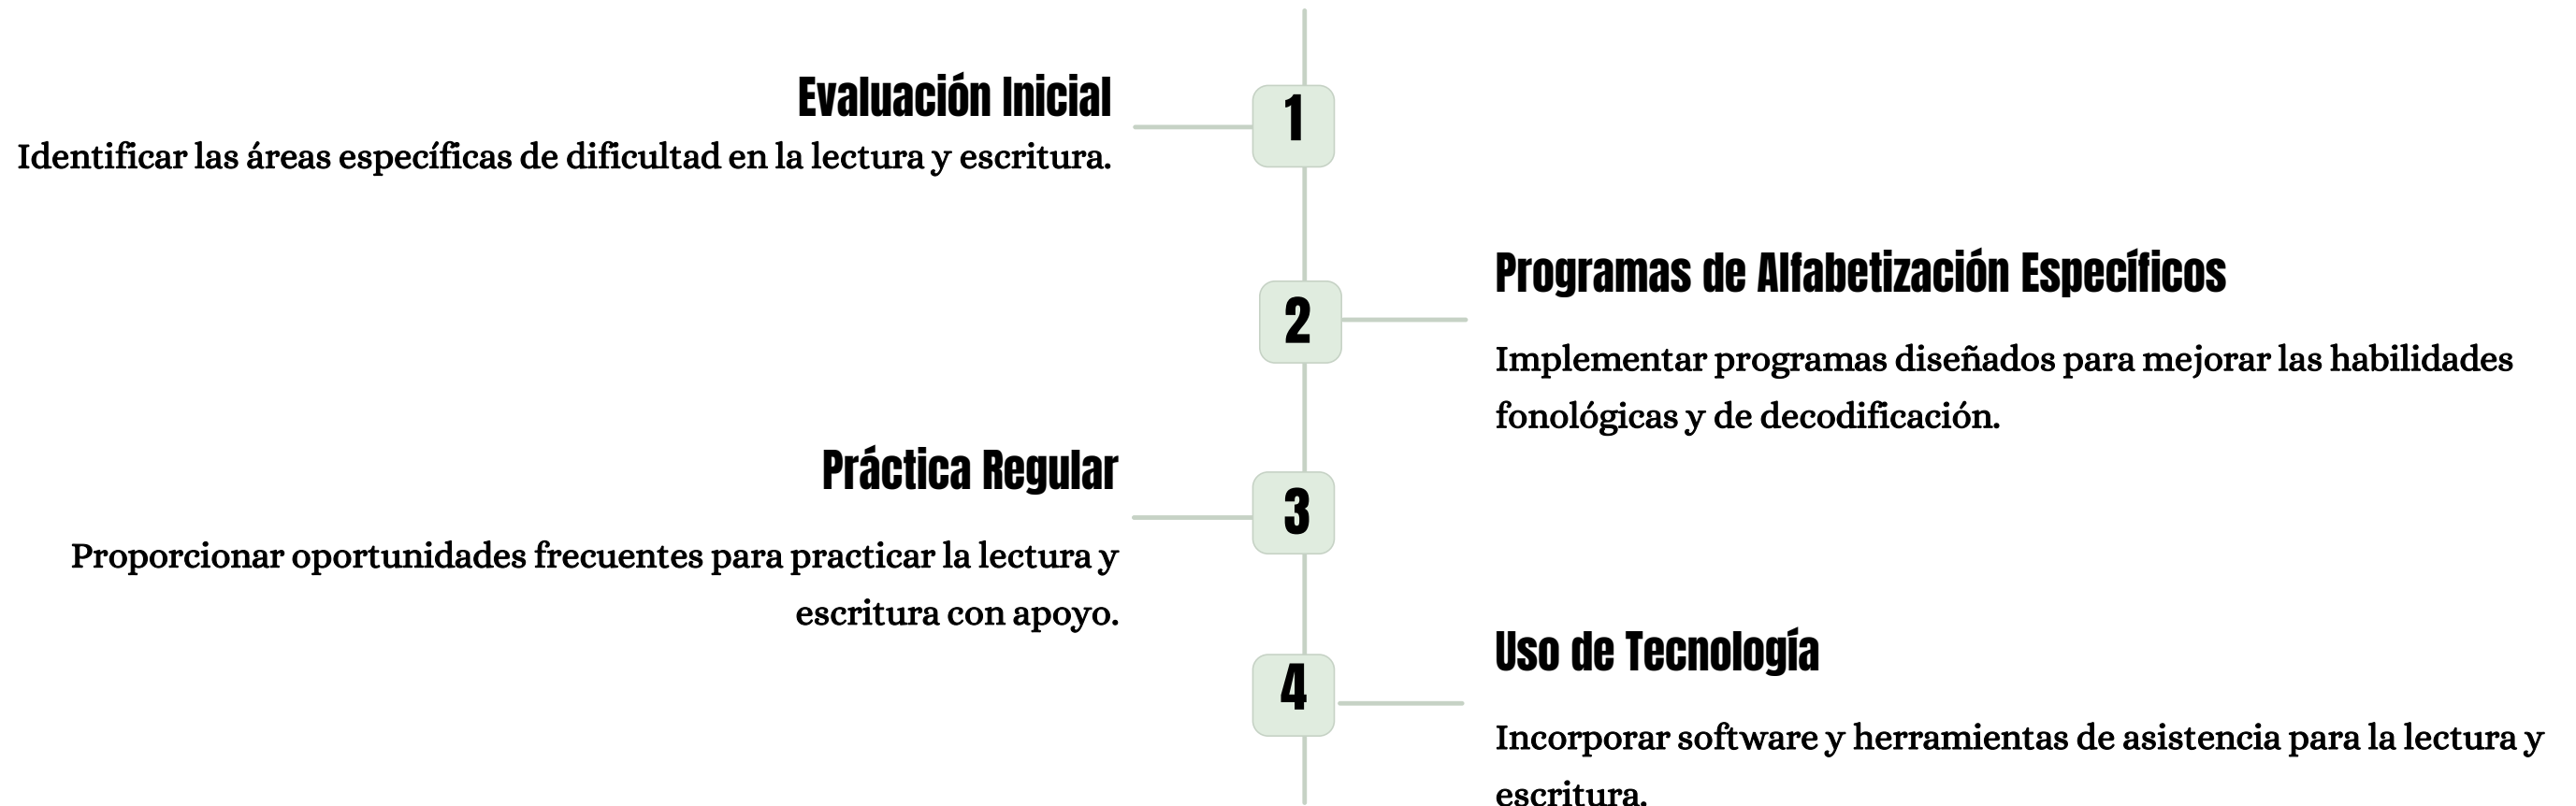 Evaluación Inicial
1
Identificar las áreas específicas de dificultad en la lectura y escritura.
Programas de Alfabetización Específicos
2
Implementar programas diseñados para mejorar las habilidades
fonológicas y de decodificación.
Práctica Regular
3
Proporcionar oportunidades frecuentes para practicar la lectura y
escritura con apoyo.
Uso de Tecnología
4
Incorporar software y herramientas de asistencia para la lectura y
escritura.